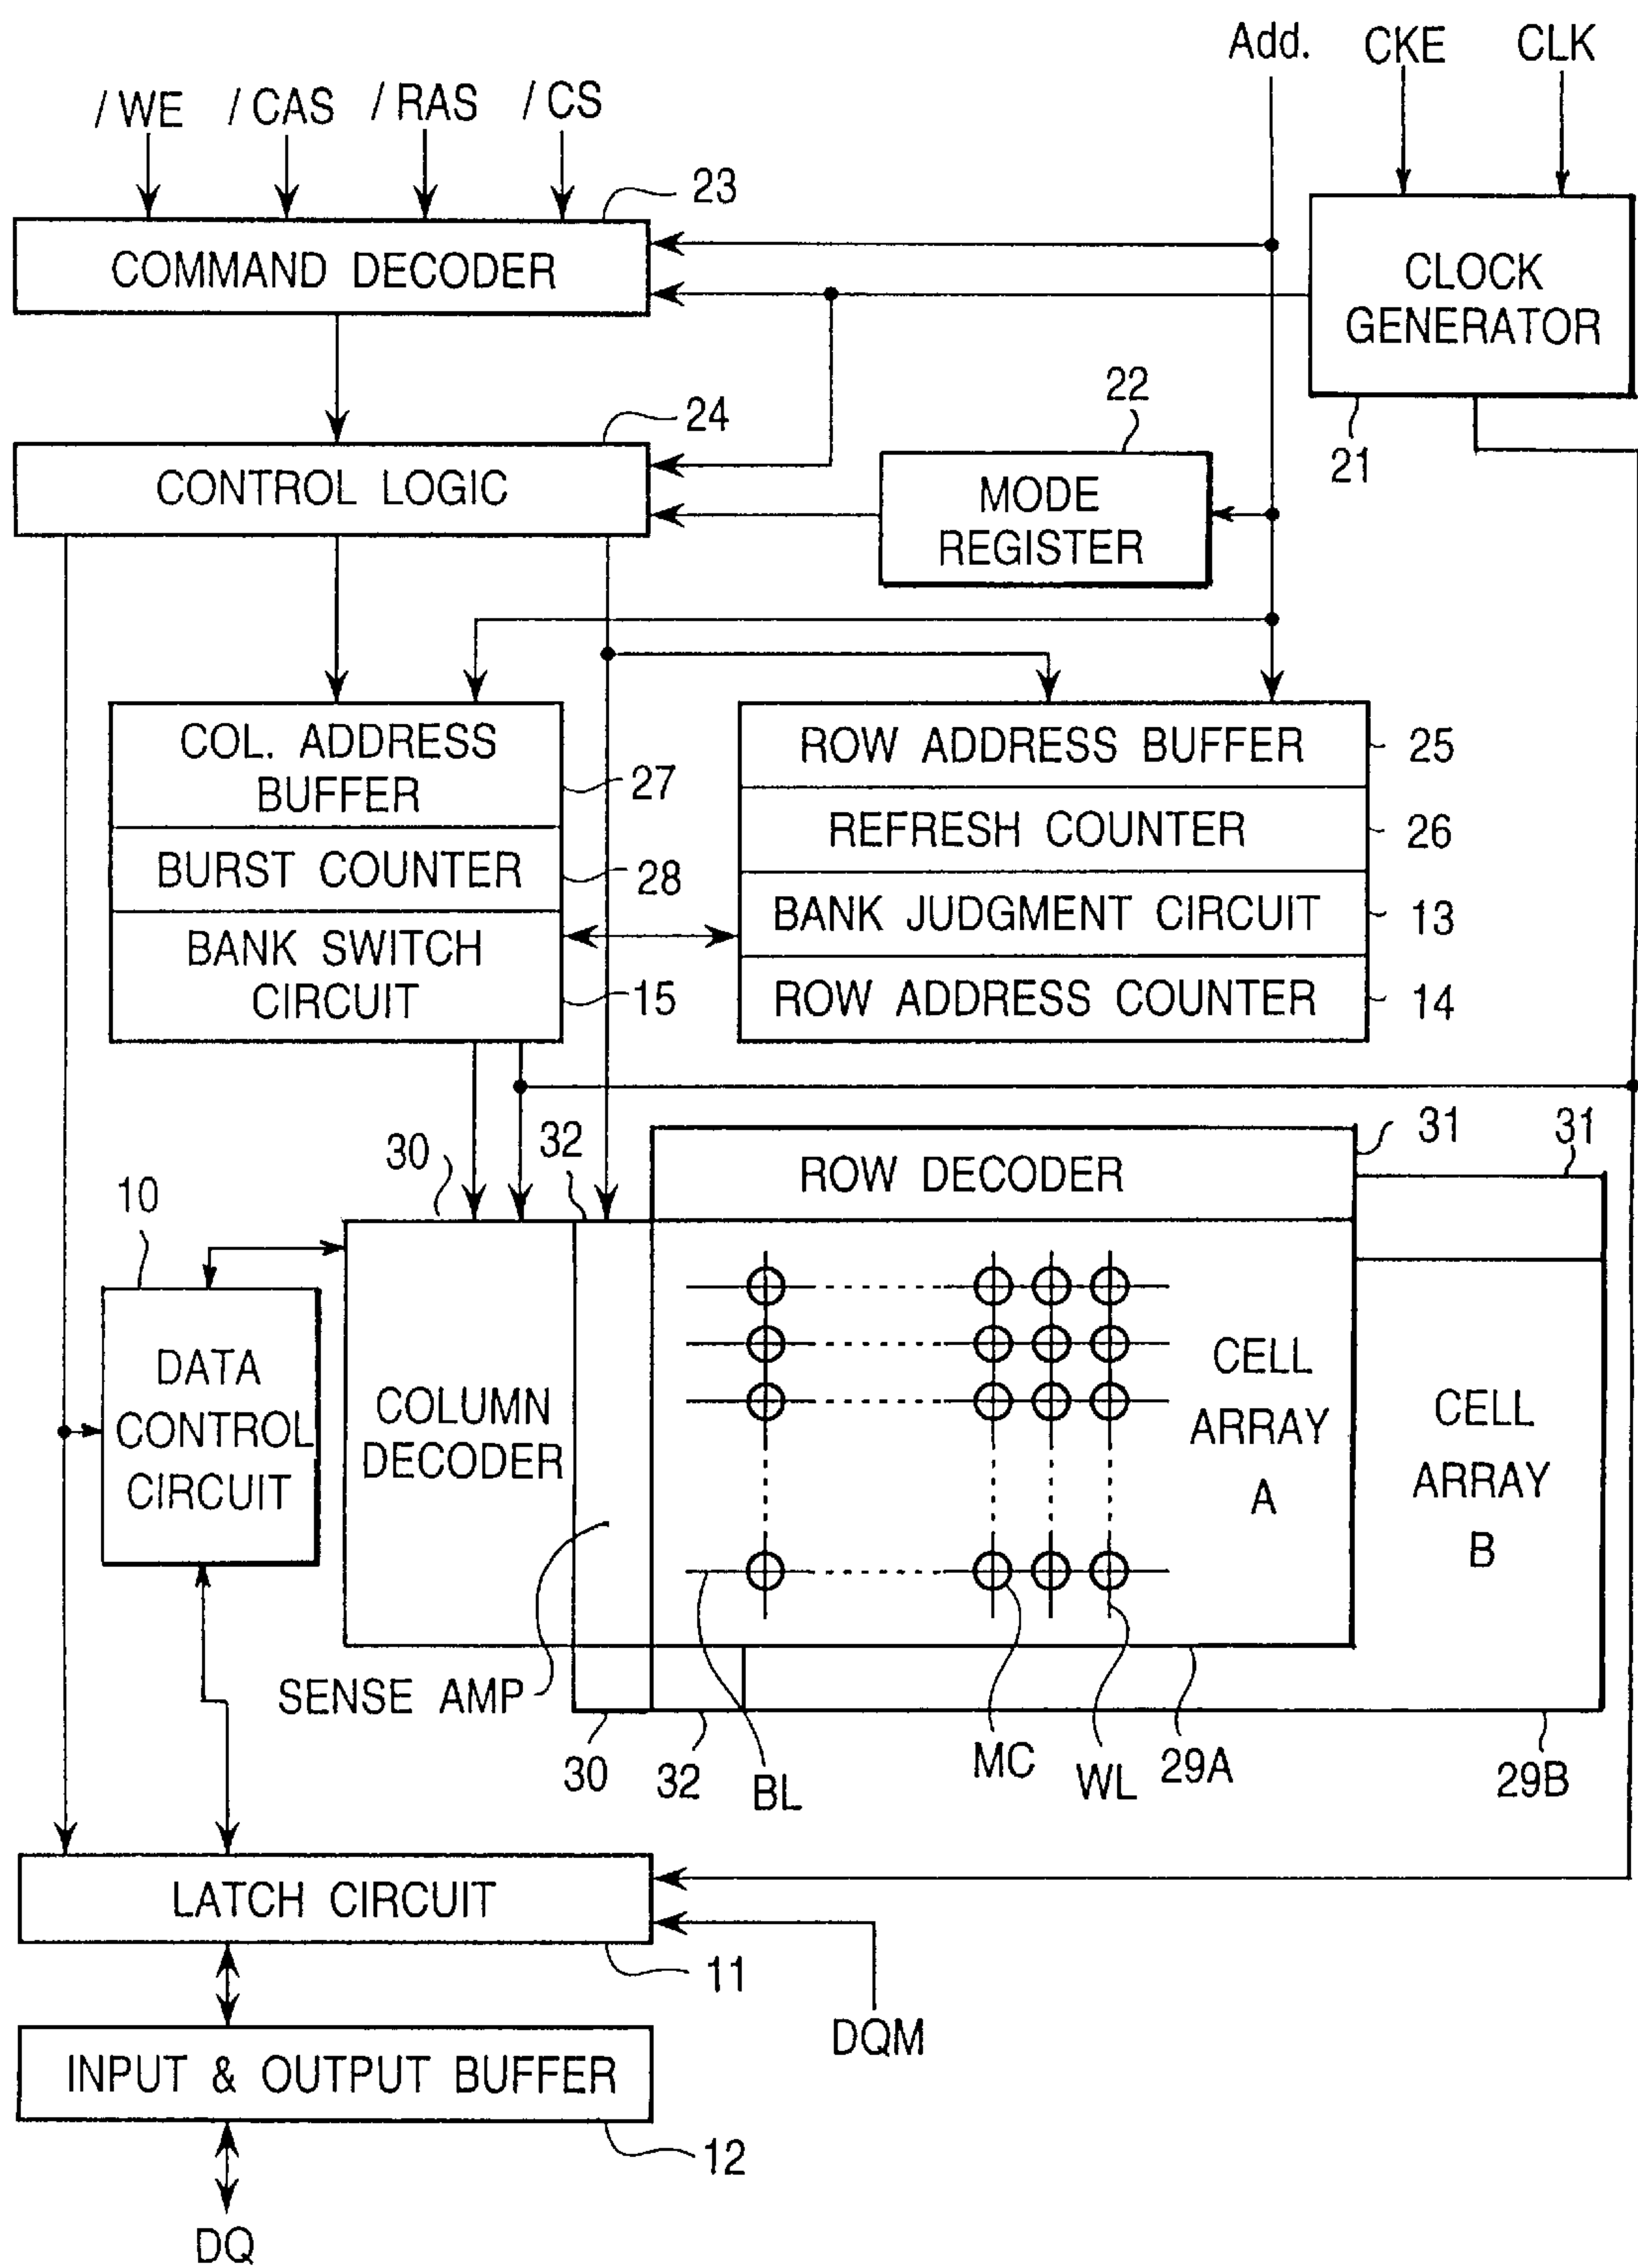 Add. CKE CLK
/ WE / CAS / RAS / CS
23
COMMAND DECODER
CLOCK
GENERATOR
22
24
21
CONTROL LOGIC
MODE
REGISTER
COL. ADDRESS
BUFFER
27
BURST COUNTER
28
BANK SWITCH
CIRCUIT
15
ROW ADDRESS BUFFER
25
REFRESH COUNTER
26
BANK JUDGMENT CIRCUIT
13
ROW ADDRESS COUNTER
14
30
32
31
31
10
ROW DECODER
DATA
CONTROL
CIRCUIT
COLUMN
DECODER
CELL
ARRAY
A
CELL
ARRAY
B
SENSE AMP
30
32
BL
MC
WL
29A
29B
LATCH CIRCUIT
11
DQM
INPUT & OUTPUT BUFFER
12
DQ